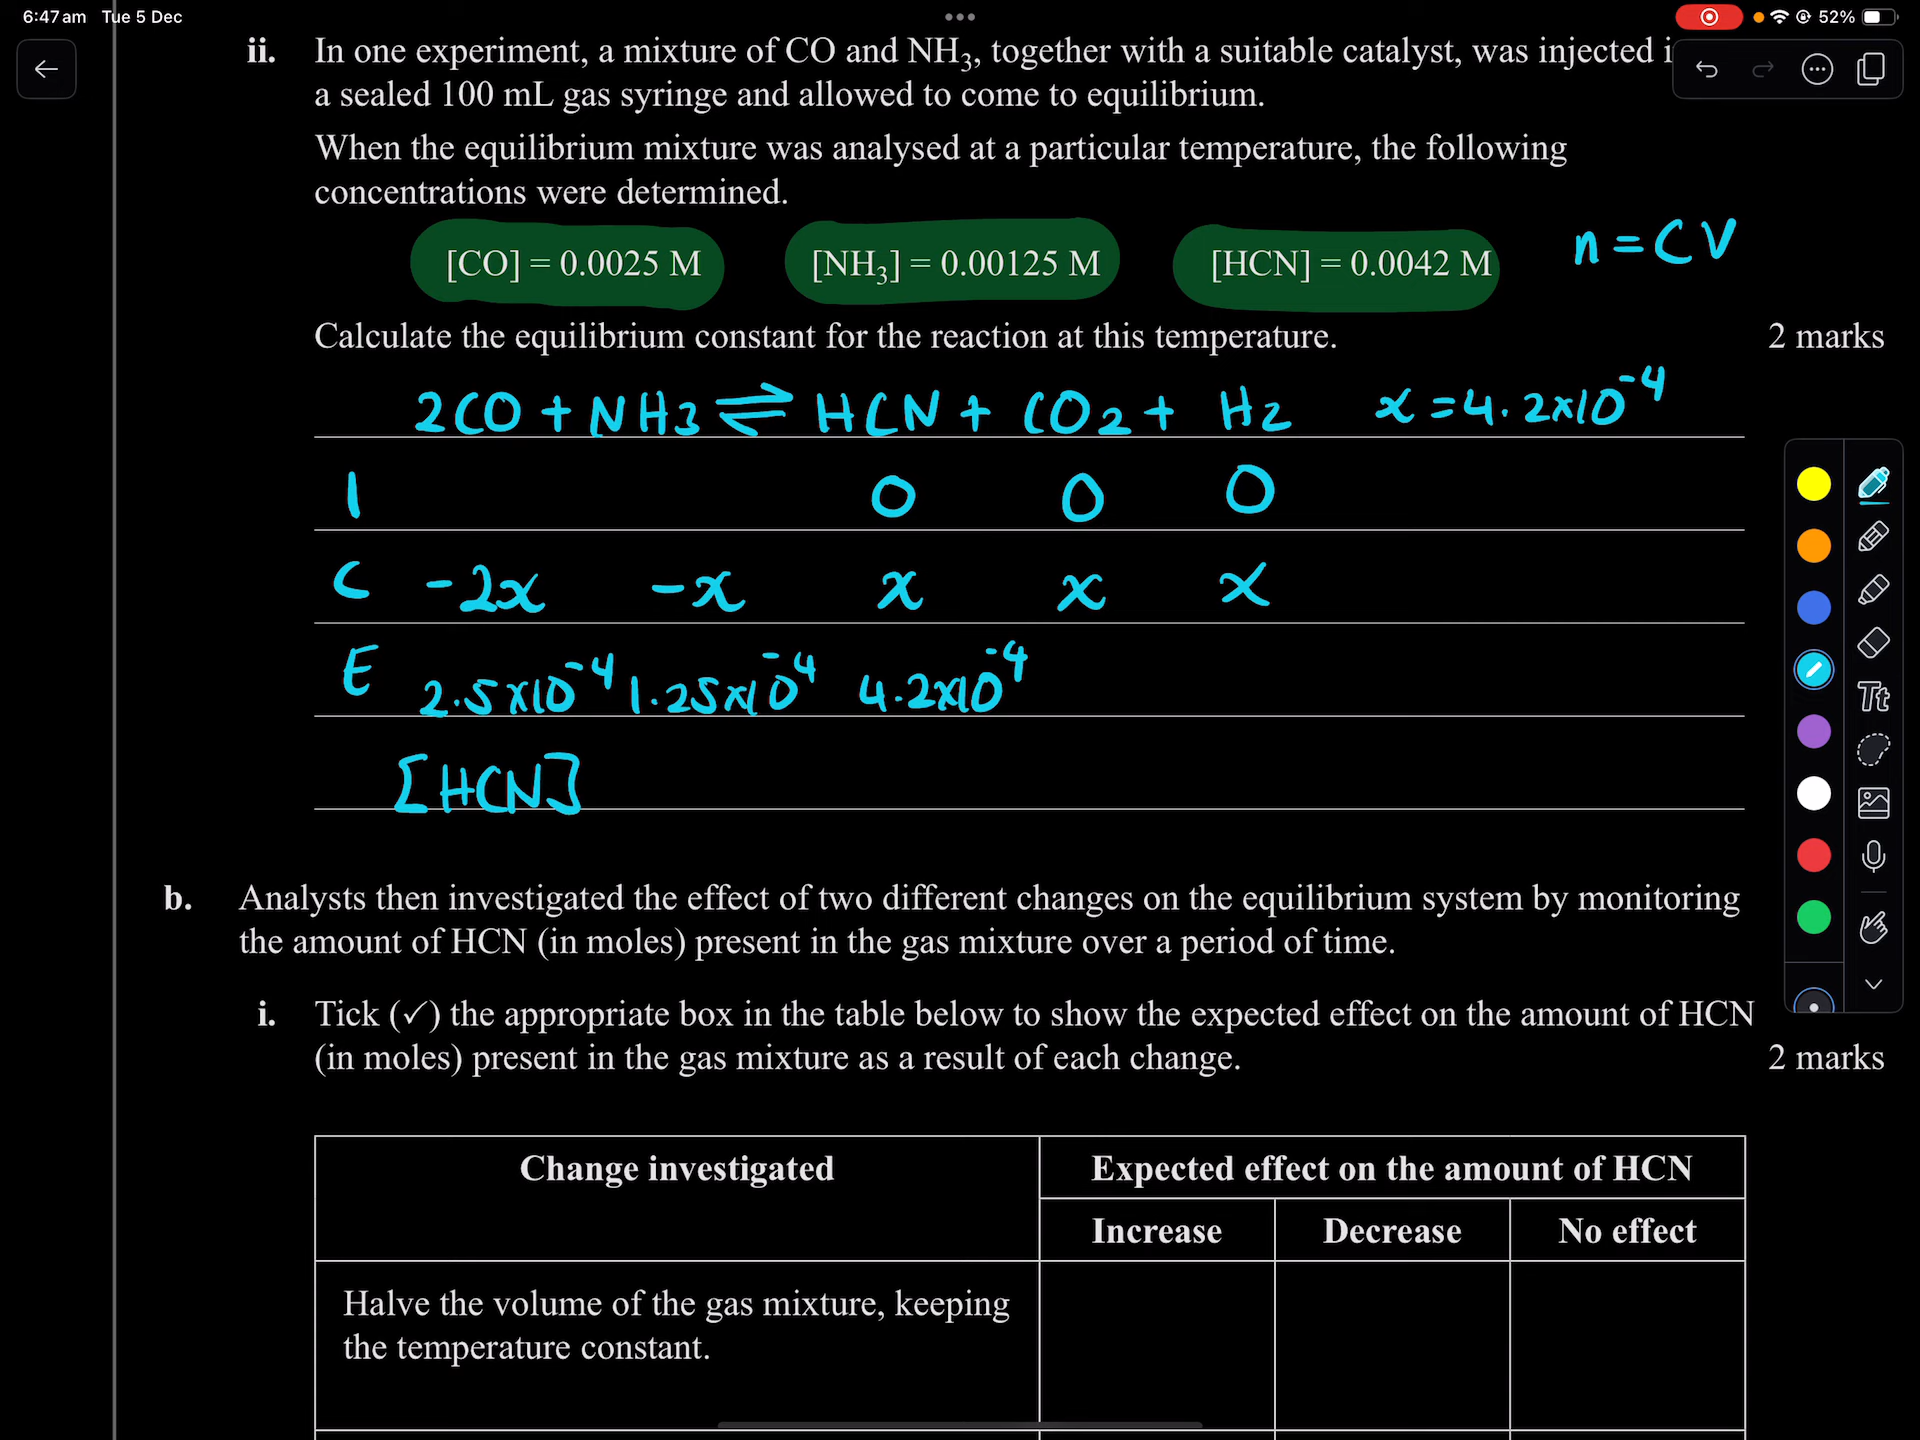 6:47am Tue 5 Dec
52%
ii. In one experiment, a mixture of CO and NH₃, together with a suitable catalyst, was injected
a sealed 100 mL gas syringe and allowed to come to equilibrium.
When the equilibrium mixture was analysed at a particular temperature, the following
concentrations were determined.
[CO] = 0.0025 M [NH₃] = 0.00125 M [HCN] = 0.0042 M n = CV
Calculate the equilibrium constant for the reaction at this temperature. 2 marks
2CO + NH3 ⇌ HCN + CO2 + H2 x = 4.2x10⁻⁴
I 0 0 0
C -2x -x x x x
E 2.5x10⁻⁴ 1.25x10⁻⁴ 4.2x10⁻⁴
[HCN]
b. Analysts then investigated the effect of two different changes on the equilibrium system by monitoring
the amount of HCN (in moles) present in the gas mixture over a period of time.
i. Tick (✓) the appropriate box in the table below to show the expected effect on the amount of HCN
(in moles) present in the gas mixture as a result of each change. 2 marks
Change investigated Expected effect on the amount of HCN
Increase Decrease No effect
Halve the volume of the gas mixture, keeping
the temperature constant.
Tt